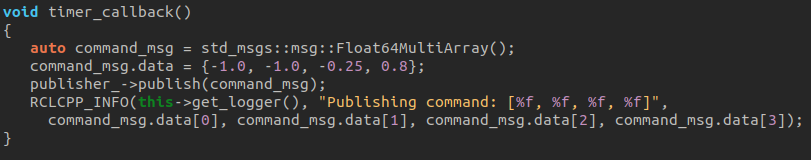 void timer_callback()
{
   auto command_msg = std_msgs::msg::Float64MultiArray();
   command_msg.data = {-1.0, -1.0, -0.25, 0.8};
   publisher_->publish(command_msg);
   RCLCPP_INFO(this->get_logger(), "Publishing command: [%f, %f, %f, %f]",
     command_msg.data[0], command_msg.data[1], command_msg.data[2], command_msg.data[3]);
}